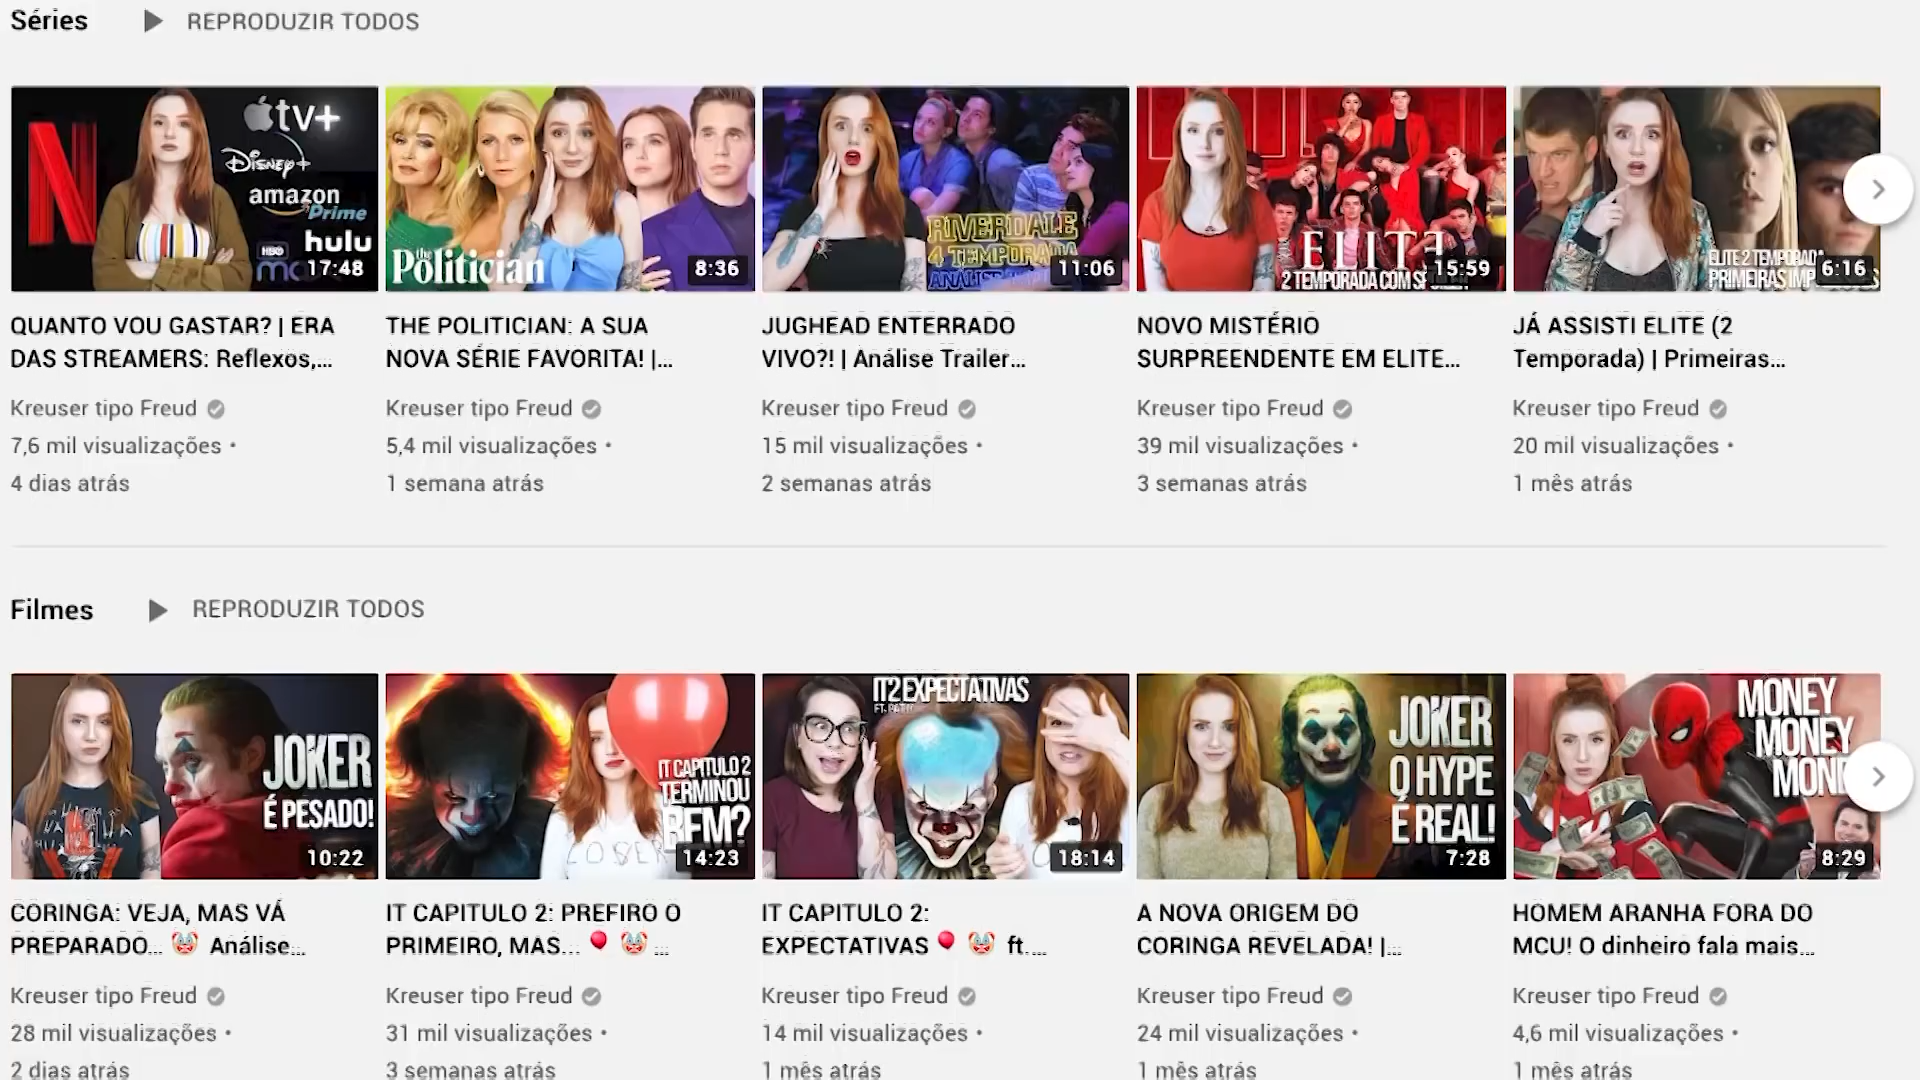 Séries
REPRODUZIR TODOS
tv+
Disney+
amazon
Prime
HBO
hulu
17:48
the
Politician
8:36
RIVERDALE
4 TEMPORADA
11:06
ELITE
2 TEMPORADA COM
15:59
ELITE 2 TEMPORADA
PRIMEIRAS
6:16
QUANTO VOU GASTAR? | ERA
DAS STREAMERS: Reflexos,...
THE POLITICIAN: A SUA
NOVA SÉRIE FAVORITA! |...
JUGHEAD ENTERRADO
VIVO?! | Análise Trailer...
NOVO MISTÉRIO
SURPREENDENTE EM ELITE...
JÁ ASSISTI ELITE (2
Temporada) | Primeiras...
Kreuser tipo Freud
7,6 mil visualizações •
4 dias atrás
Kreuser tipo Freud
5,4 mil visualizações •
1 semana atrás
Kreuser tipo Freud
15 mil visualizações •
2 semanas atrás
Kreuser tipo Freud
39 mil visualizações •
3 semanas atrás
Kreuser tipo Freud
20 mil visualizações •
1 mês atrás
Filmes
REPRODUZIR TODOS
JOKER
É PESADO!
10:22
IT CAPITULO 2
TERMINOU
BEM?
LOSER
14:23
IT 2 EXPECTATIVAS
18:14
JOKER
O HYPE
É REAL!
7:28
MONEY
MONEY
8:29
CORINGA: VEJA, MAS VÁ
PREPARADO... 🤡 Análise...
IT CAPITULO 2: PREFIRO O
PRIMEIRO, MAS... 🎈 🤡 ...
IT CAPITULO 2:
EXPECTATIVAS 🎈 🤡 ft....
A NOVA ORIGEM DO
CORINGA REVELADA! |...
HOMEM ARANHA FORA DO
MCU! O dinheiro fala mais...
Kreuser tipo Freud
28 mil visualizações •
2 dias atrás
Kreuser tipo Freud
31 mil visualizações •
3 semanas atrás
Kreuser tipo Freud
14 mil visualizações •
1 mês atrás
Kreuser tipo Freud
24 mil visualizações •
1 mês atrás
Kreuser tipo Freud
4,6 mil visualizações •
1 mês atrás